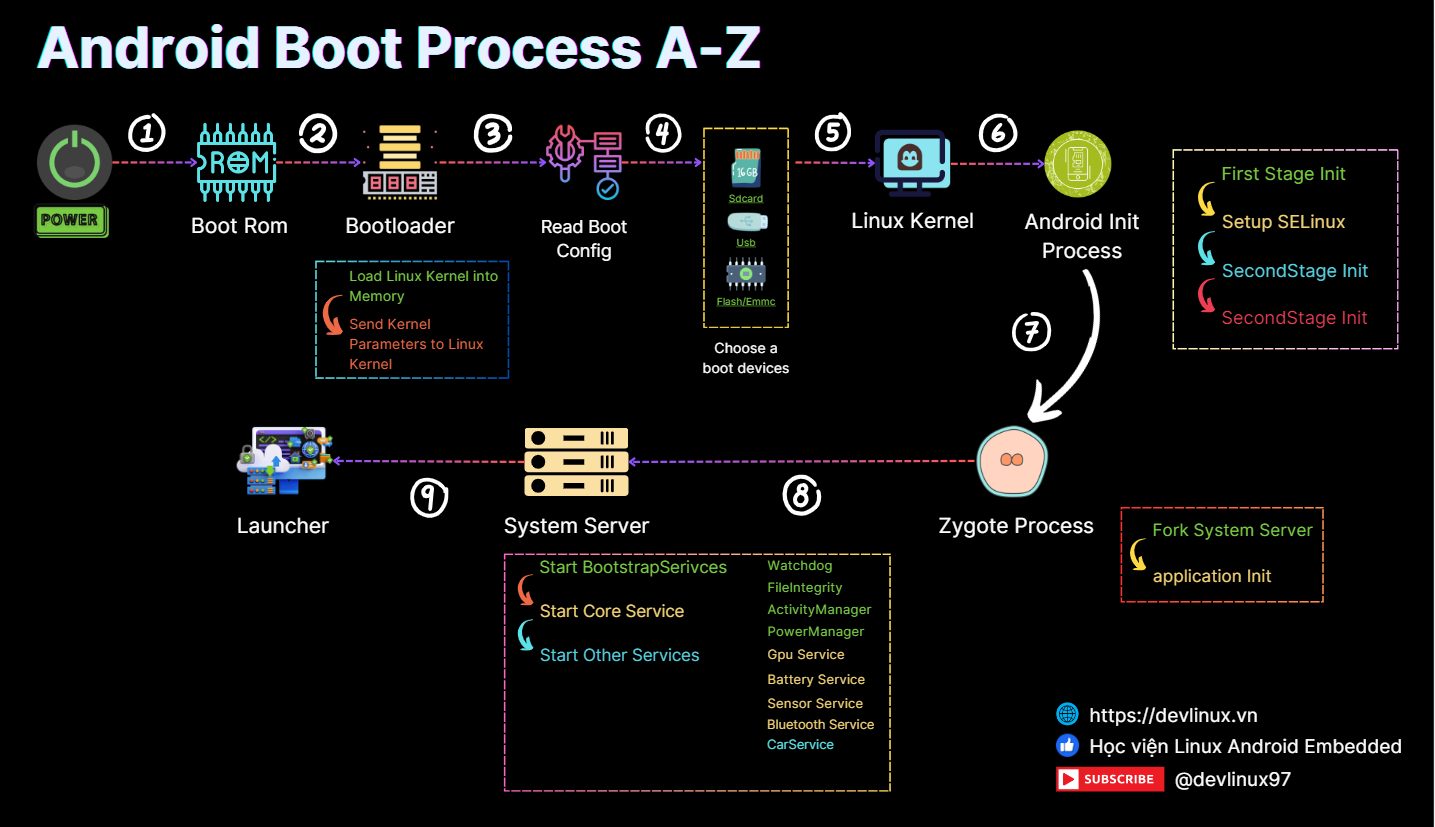 Android Boot Process A-Z
1
2
3
4
5
6
POWER
ROM
Boot Rom
Bootloader
Read Boot
Config
16 GB
Sdcard
Usb
Flash/Emmc
Choose a
boot devices
Linux Kernel
Android Init
Process
Load Linux Kernel into
Memory
Send Kernel
Parameters to Linux
Kernel
First Stage Init
Setup SELinux
SecondStage Init
SecondStage Init
7
Zygote Process
Fork System Server
application Init
8
System Server
Start BootstrapSerivces
Start Core Service
Start Other Services
Watchdog
FileIntegrity
ActivityManager
PowerManager
Gpu Service
Battery Service
Sensor Service
Bluetooth Service
CarService
9
</>
Launcher
https://devlinux.vn
Học viện Linux Android Embedded
SUBSCRIBE
@devlinux97